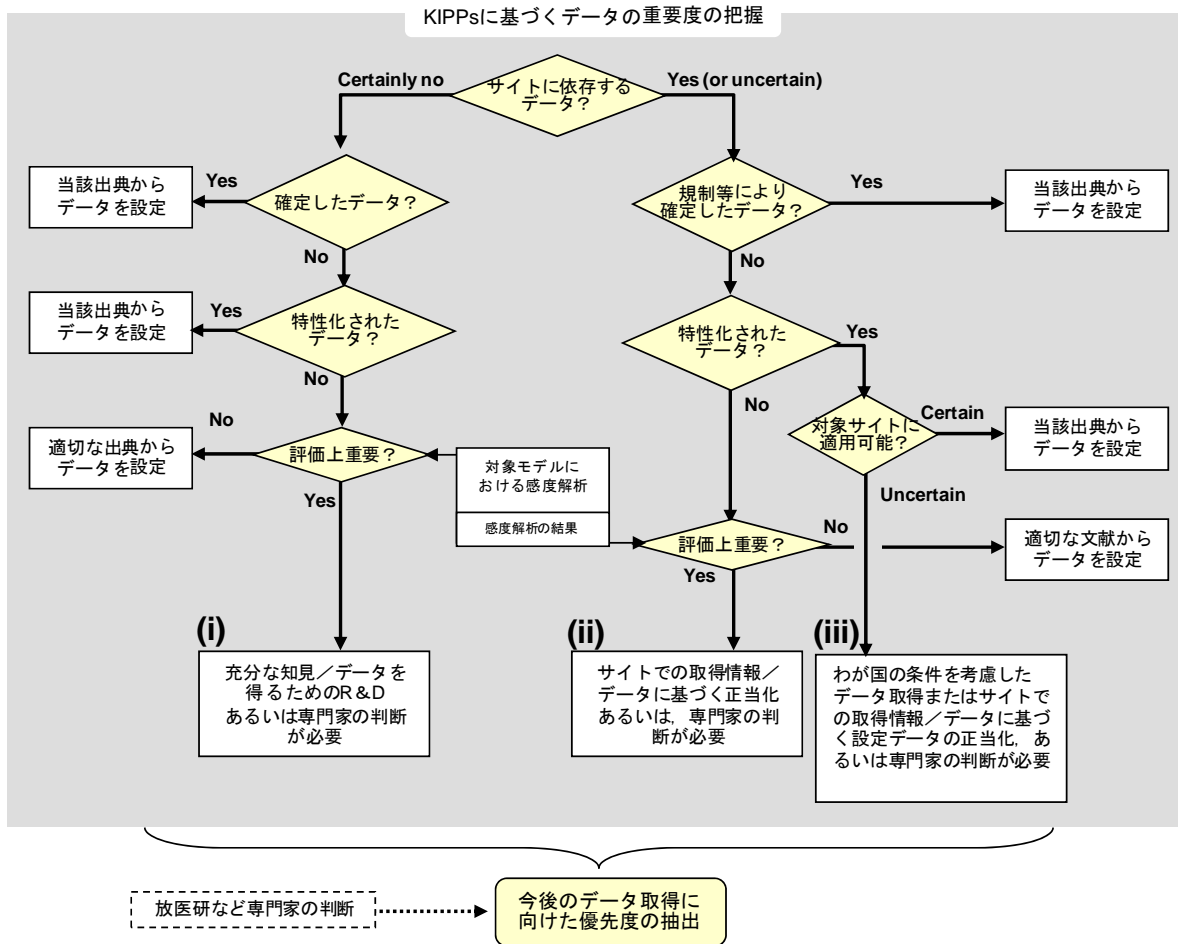 KIPPsに基づくデータの重要度の把握
サイトに依存する
データ?
Certainly no
Yes (or uncertain)
確定したデータ?
Yes
当該出典から
データを設定
No
規制等により
確定したデータ?
Yes
当該出典から
データを設定
No
特性化された
データ?
Yes
当該出典から
データを設定
No
特性化された
データ?
Yes
No
対象サイトに
適用可能?
Certain
当該出典から
データを設定
Uncertain
評価上重要?
No
適切な出典から
データを設定
Yes
対象モデルに
おける感度解析
感度解析の結果
評価上重要?
No
適切な文献から
データを設定
Yes
(i)
充分な知見/データを
得るためのR&D
あるいは専門家の判断
が必要
(ii)
サイトでの取得情報/
データに基づく正当化
あるいは,専門家の判
断が必要
(iii)
わが国の条件を考慮した
データ取得またはサイトで
の取得情報/データに基づ
く設定データの正当化,あ
るいは専門家の判断が必要
放医研など専門家の判断
今後のデータ取得に
向けた優先度の抽出